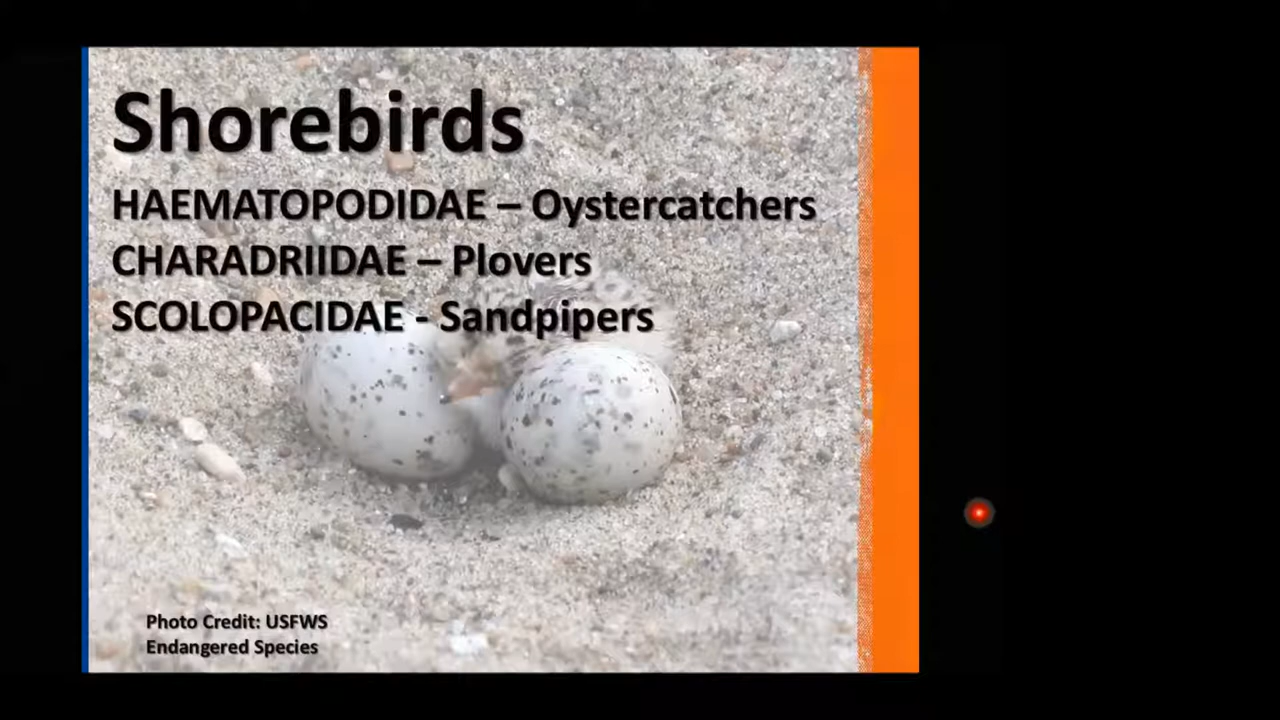 Shorebirds
HAEMATOPODIDAE – Oystercatchers
CHARADRIIDAE – Plovers
SCOLOPACIDAE - Sandpipers
Photo Credit: USFWS
Endangered Species